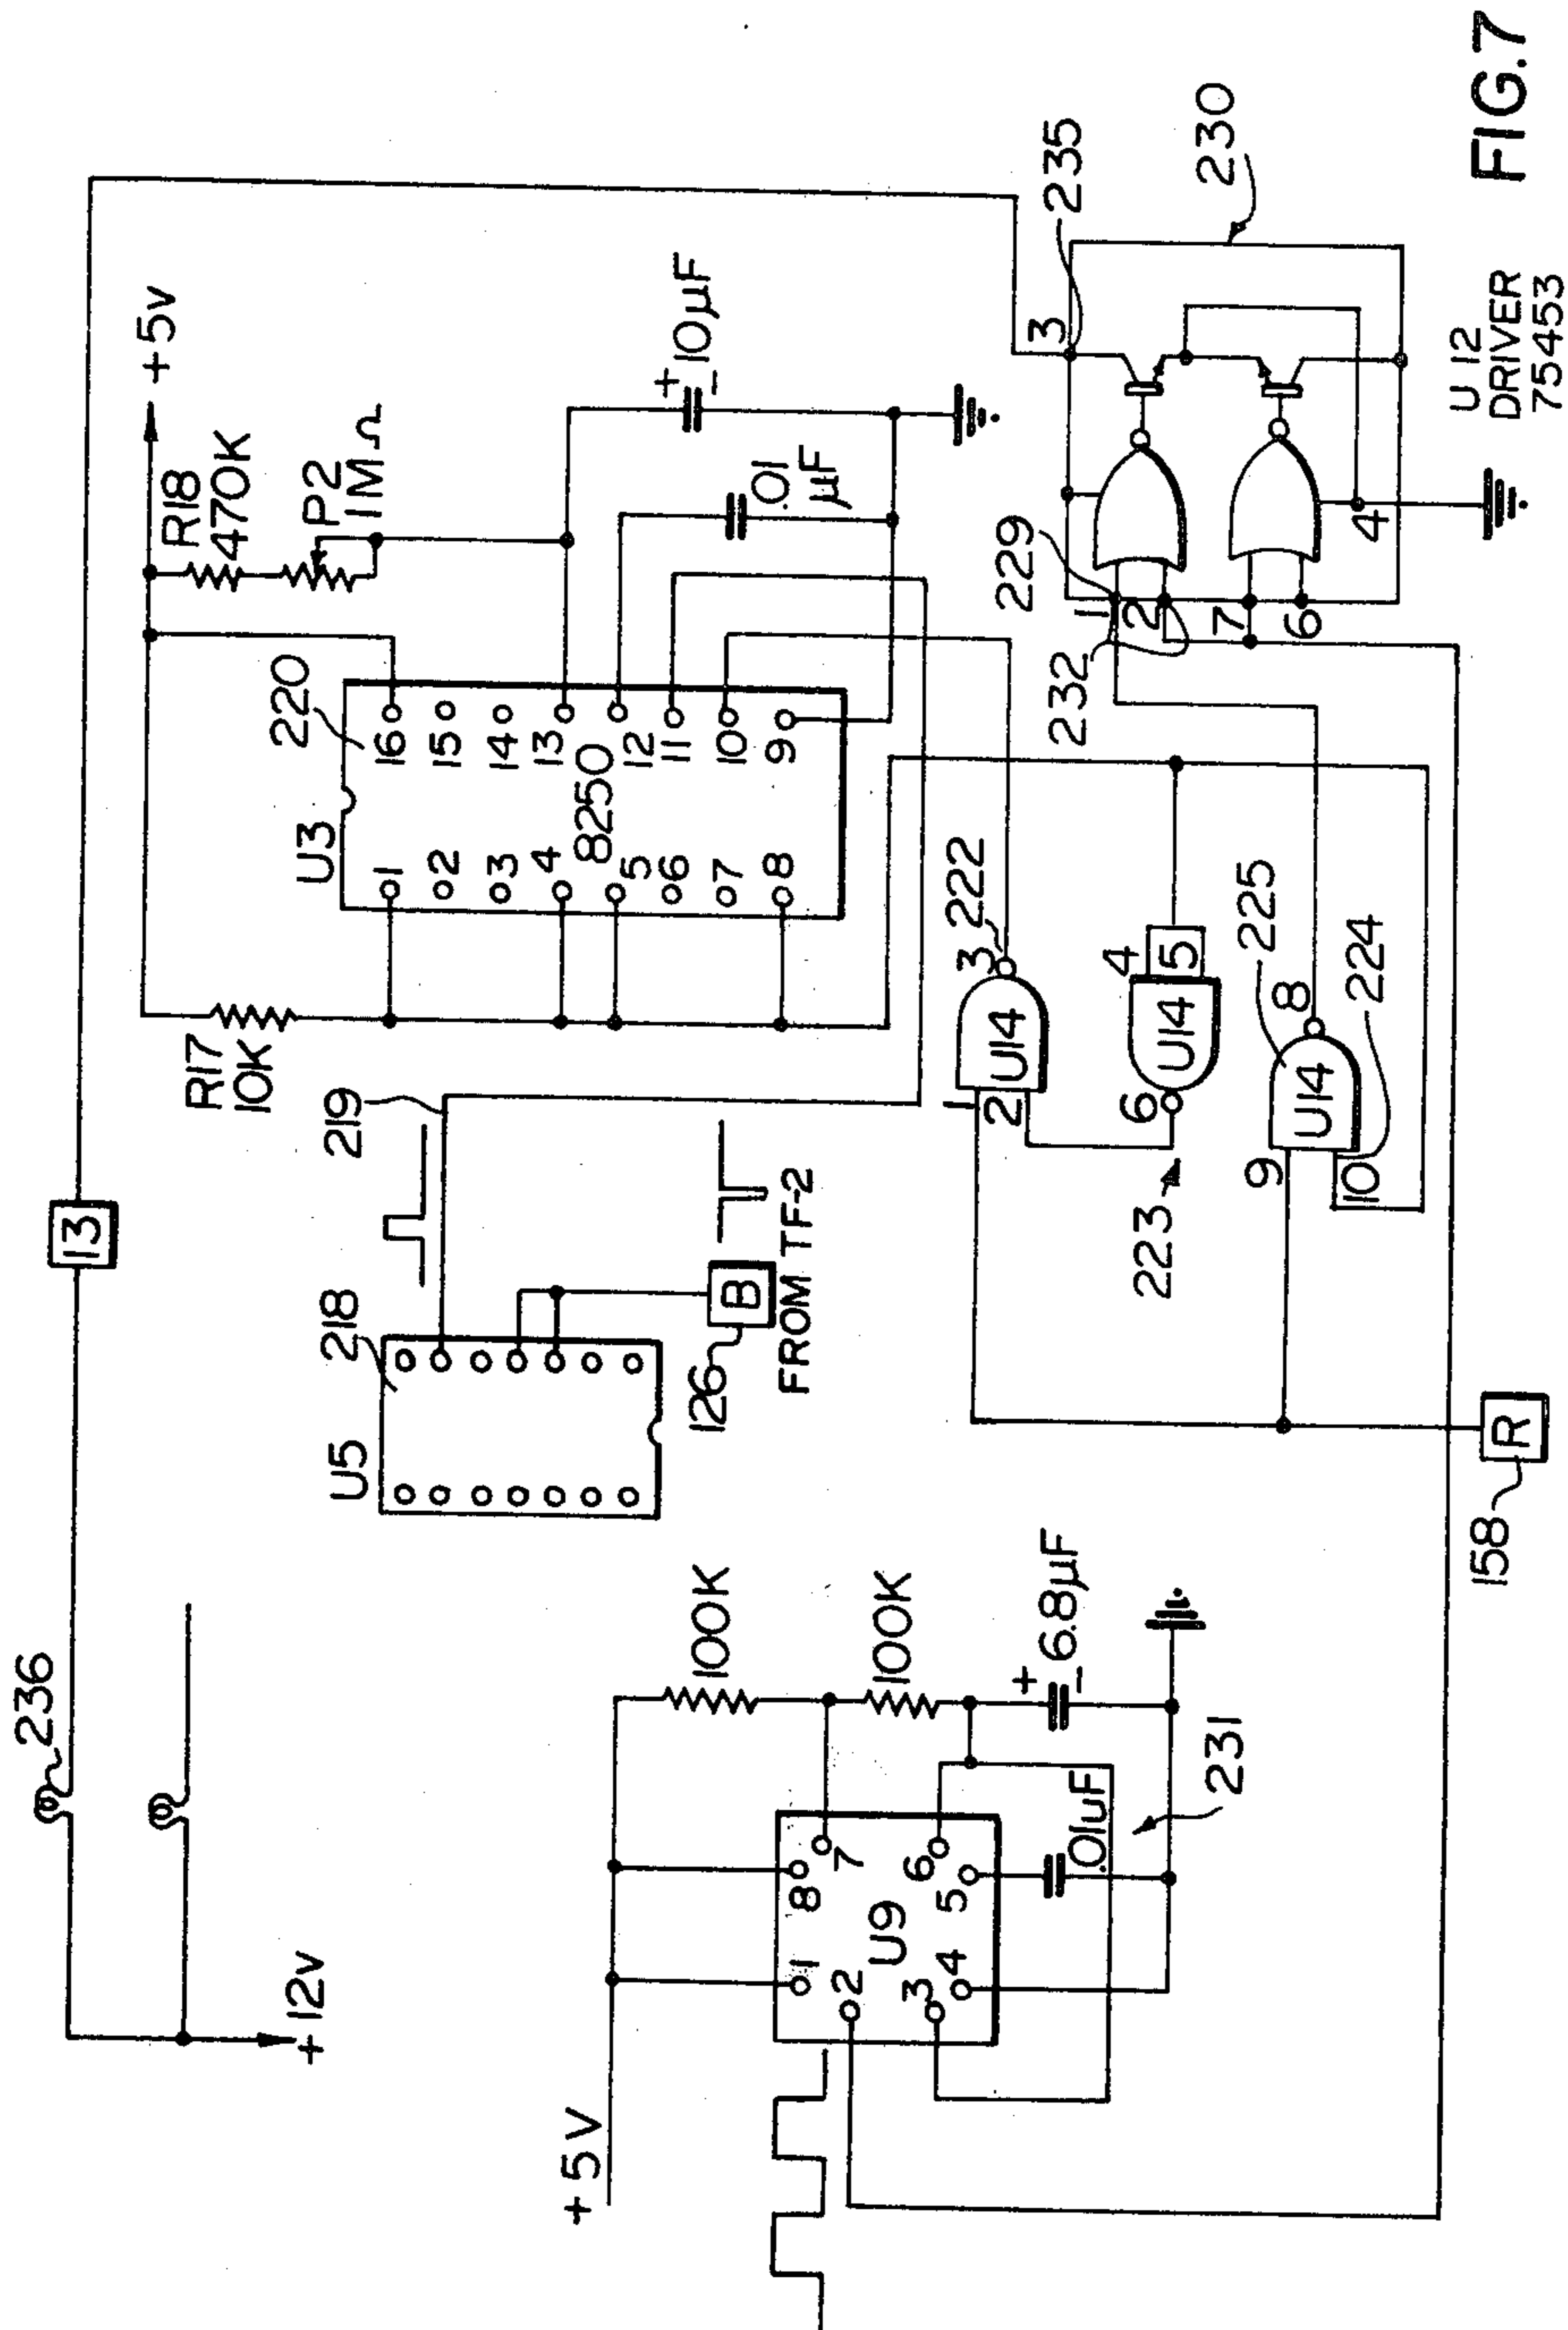 236
13
+12v
+5v
R18
470K
P2
1MΩ
+
10µF
-
.01
µF
R17
10K
219
218
U5
B
126
FROM TF-2
U3
220
8250
1
2
3
4
5
6
7
8
16
15
14
13
12
11
10
9
235
3
230
229
232
1
2
7
6
4
U12
DRIVER
75453
222
3
U14
1
2
4
5
U14
6
223
225
8
U14
9
10
224
R
158
+5V
100K
100K
+
6.8µF
-
.01µF
231
U9
1
2
3
4
5
6
7
8
FIG.7